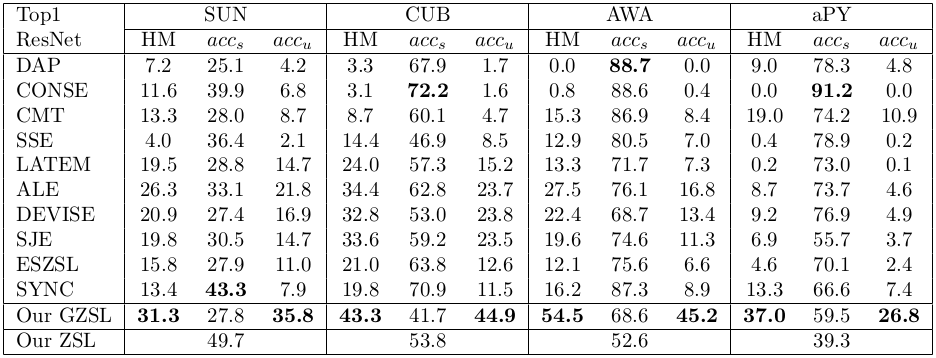 Top1 SUN CUB AWA aPY
ResNet HM acc_s acc_u HM acc_s acc_u HM acc_s acc_u HM acc_s acc_u
DAP 7.2 25.1 4.2 3.3 67.9 1.7 0.0 88.7 0.0 9.0 78.3 4.8
CONSE 11.6 39.9 6.8 3.1 72.2 1.6 0.8 88.6 0.4 0.0 91.2 0.0
CMT 13.3 28.0 8.7 8.7 60.1 4.7 15.3 86.9 8.4 19.0 74.2 10.9
SSE 4.0 36.4 2.1 14.4 46.9 8.5 12.9 80.5 7.0 0.4 78.9 0.2
LATEM 19.5 28.8 14.7 24.0 57.3 15.2 13.3 71.7 7.3 0.2 73.0 0.1
ALE 26.3 33.1 21.8 34.4 62.8 23.7 27.5 76.1 16.8 8.7 73.7 4.6
DEVISE 20.9 27.4 16.9 32.8 53.0 23.8 22.4 68.7 13.4 9.2 76.9 4.9
SJE 19.8 30.5 14.7 33.6 59.2 23.5 19.6 74.6 11.3 6.9 55.7 3.7
ESZSL 15.8 27.9 11.0 21.0 63.8 12.6 12.1 75.6 6.6 4.6 70.1 2.4
SYNC 13.4 43.3 7.9 19.8 70.9 11.5 16.2 87.3 8.9 13.3 66.6 7.4
Our GZSL 31.3 27.8 35.8 43.3 41.7 44.9 54.5 68.6 45.2 37.0 59.5 26.8
Our ZSL 49.7 53.8 52.6 39.3